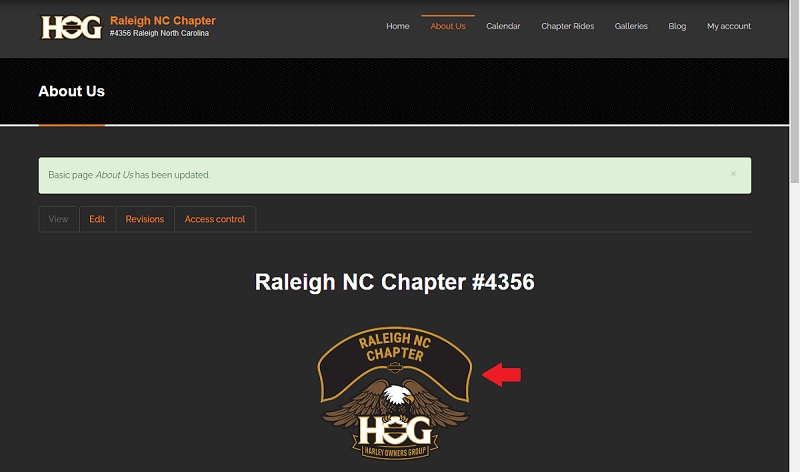 HOG
Raleigh NC Chapter
#4356 Raleigh North Carolina
Home About Us Calendar Chapter Rides Galleries Blog My account
About Us
Basic page About Us has been updated.
×
View Edit Revisions Access control
Raleigh NC Chapter #4356
RALEIGH NC
CHAPTER
HOG
HARLEY OWNERS GROUP